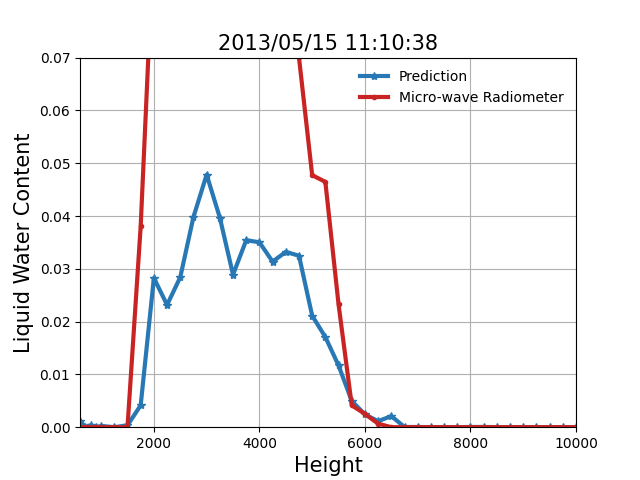 2013/05/15 11:10:38
Prediction
Micro-wave Radiometer
Liquid Water Content
0.07
0.06
0.05
0.04
0.03
0.02
0.01
0.00
2000 4000 6000 8000 10000
Height